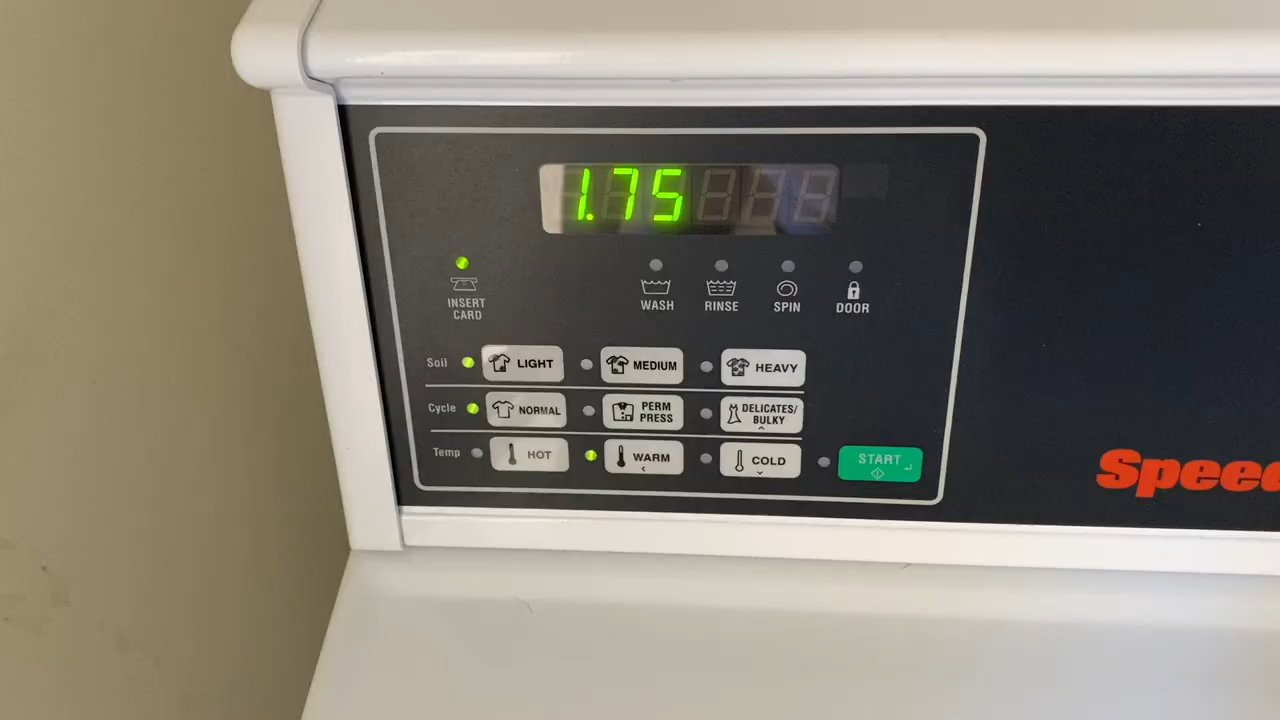 1.75
INSERT
CARD
WASH
RINSE
SPIN
DOOR
Soil
LIGHT
MEDIUM
HEAVY
Cycle
NORMAL
PERM
PRESS
DELICATES/
BULKY
Temp
HOT
WARM
COLD
START
Speed